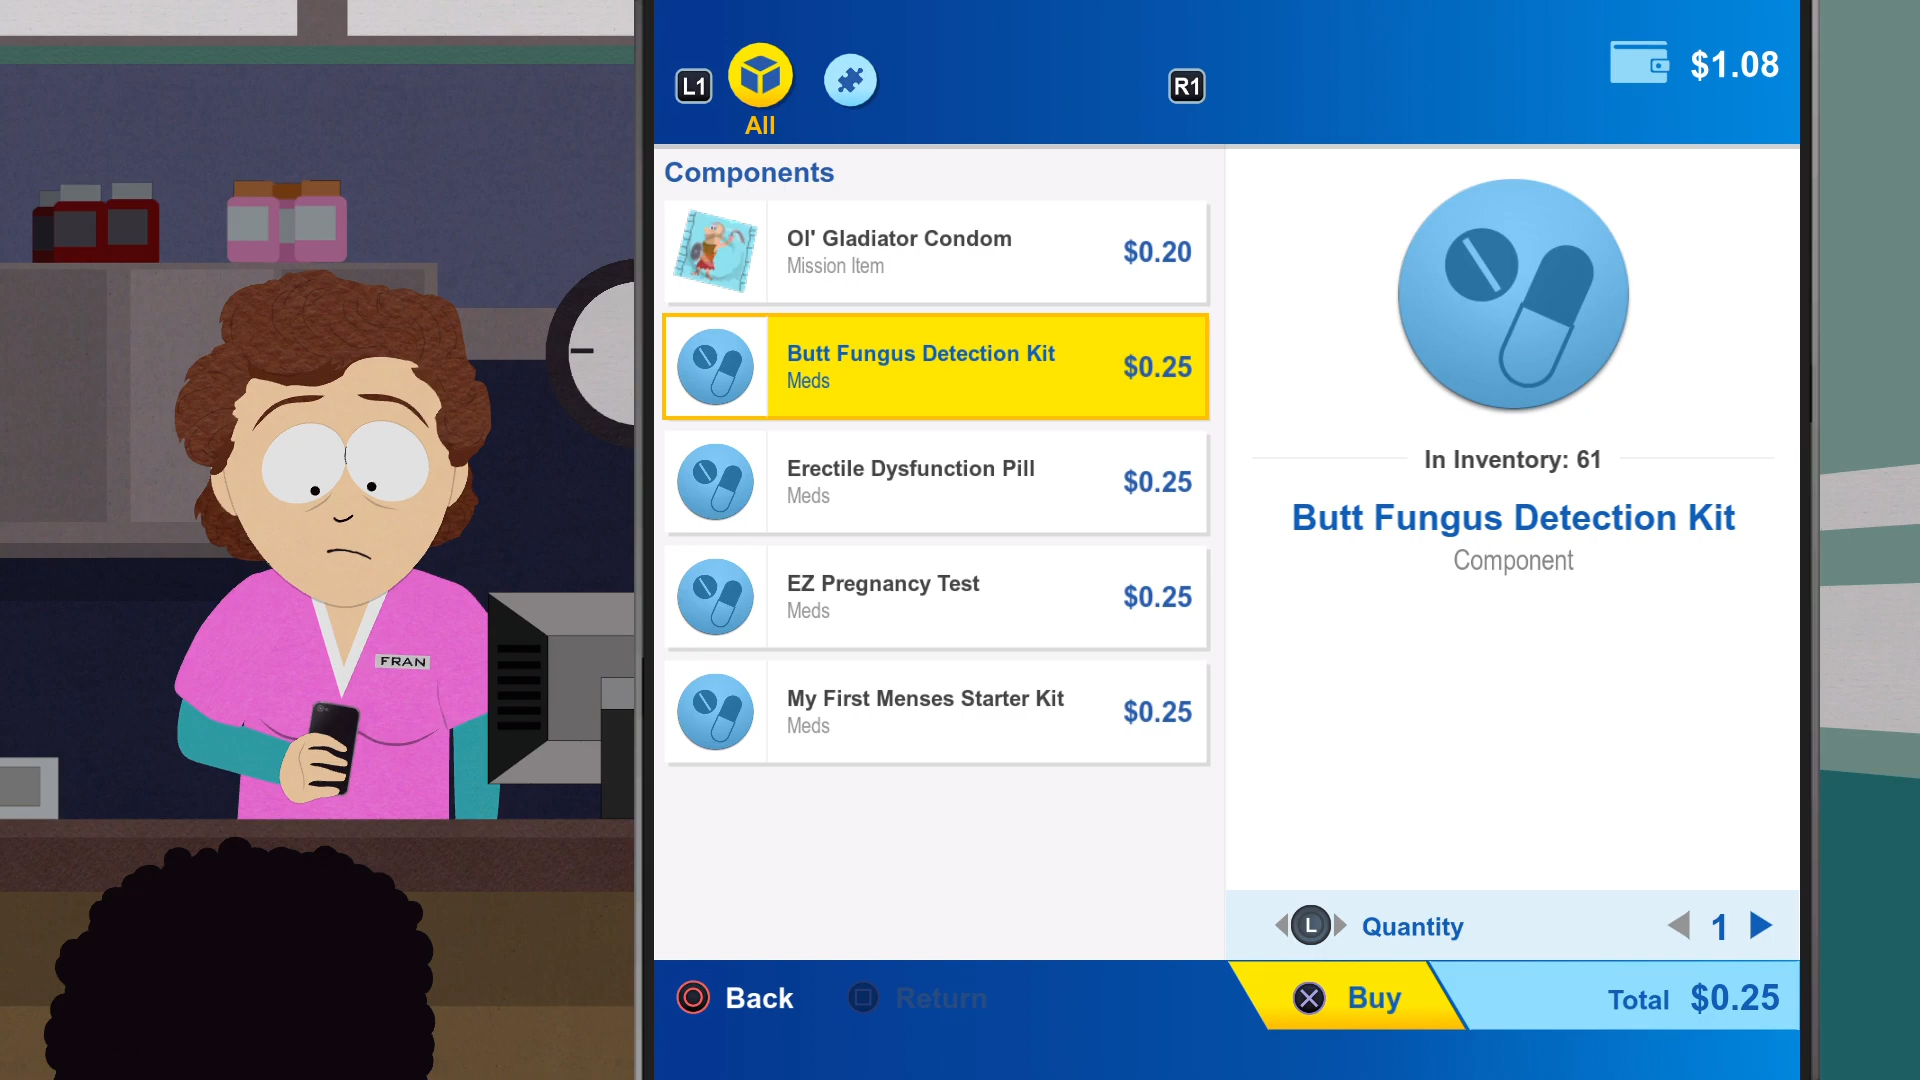 L1
All
R1
$1.08
Components
Ol' Gladiator Condom
Mission Item
$0.20
Butt Fungus Detection Kit
Meds
$0.25
Erectile Dysfunction Pill
Meds
$0.25
EZ Pregnancy Test
Meds
$0.25
My First Menses Starter Kit
Meds
$0.25
In Inventory: 61
Butt Fungus Detection Kit
Component
L Quantity 1
Back
Return
Buy
Total $0.25
FRAN